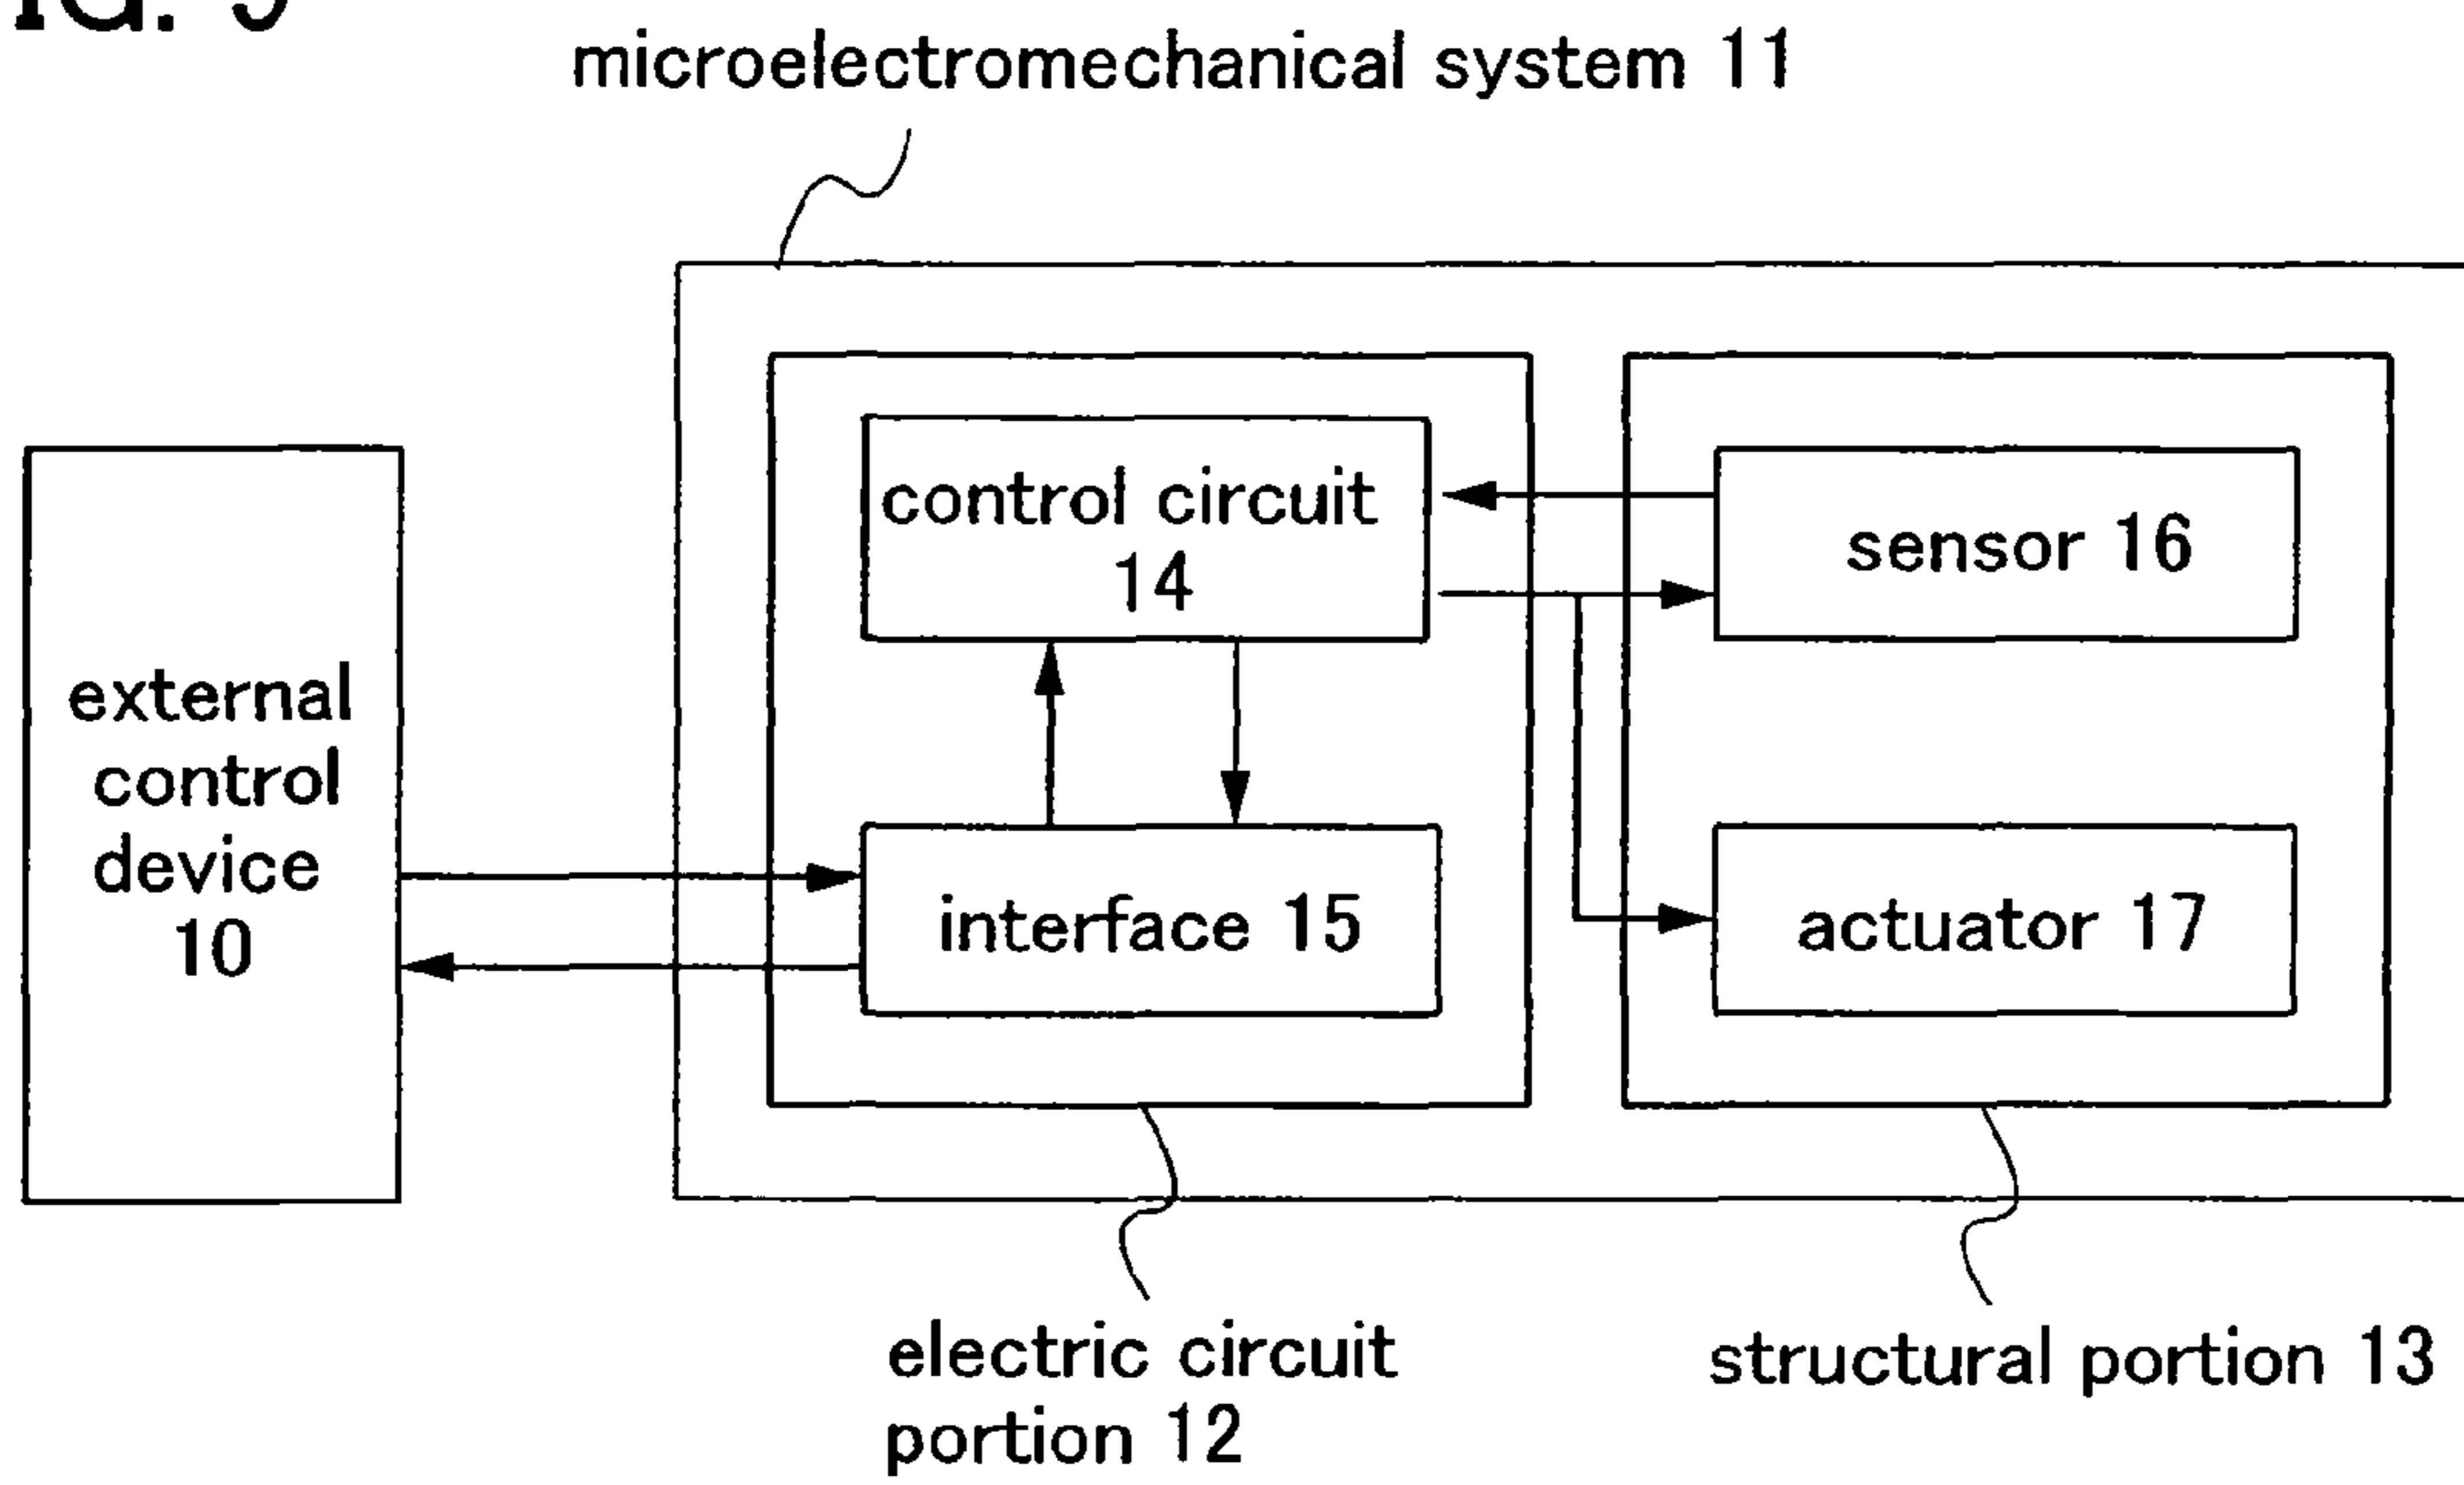 microelectromechanical system 11
control circuit
14
sensor 16
external
control
device
10
interface 15
actuator 17
electric circuit
portion 12
structural portion 13